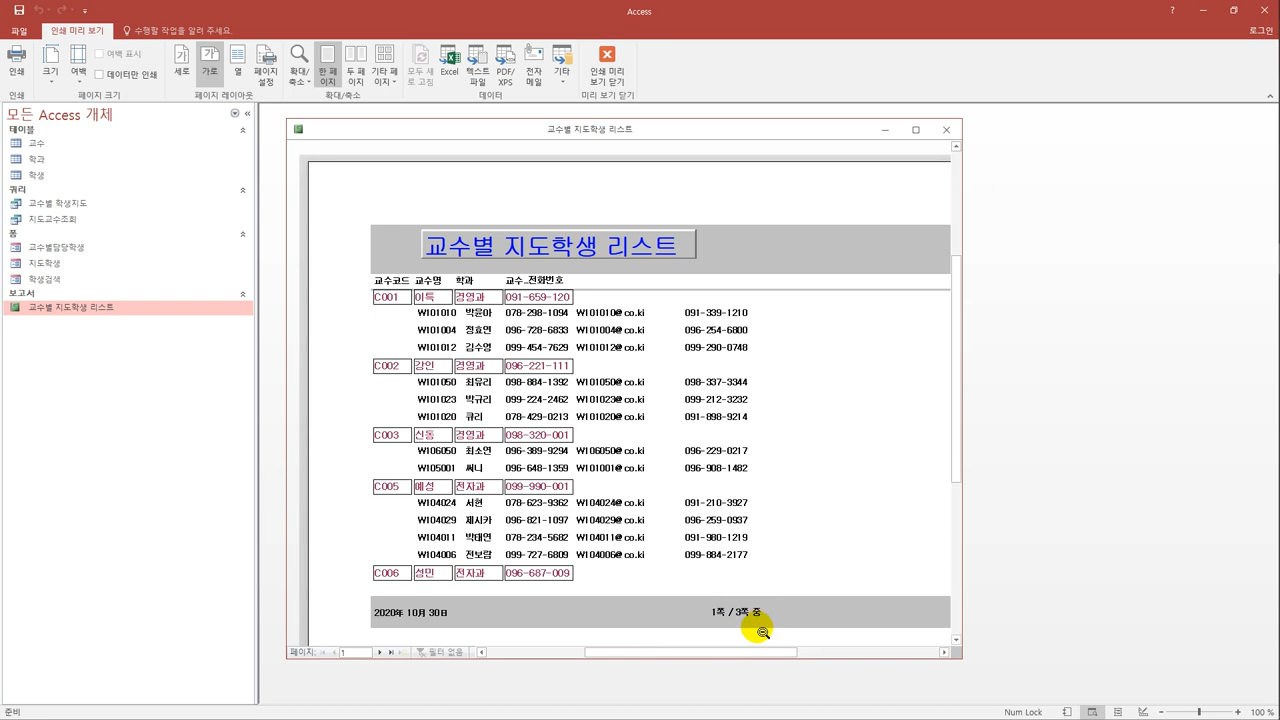 Access
로그인
파일
인쇄 미리 보기
수행할 작업을 알려 주세요.
인쇄
크기
여백
여백 표시
데이터만 인쇄
세로
가로
열
페이지 설정
확대/축소
한 페이지
두 페이지
기타 페이지
모두 새로 고침
Excel
텍스트 파일
PDF/XPS
전자 메일
기타
인쇄 미리 보기 닫기
인쇄
페이지 크기
페이지 레이아웃
확대/축소
데이터
미리 보기 닫기
모든 Access 개체
테이블
교수
학과
학생
쿼리
교수별 학생지도
지도교수조회
폼
교수별담당학생
지도학생
학생검색
보고서
교수별 지도학생 리스트
교수별 지도학생 리스트
교수별 지도학생 리스트
교수코드 교수명 학과 교수_전화번호
C001 이특 경영과 091-659-120
W101010 박윤아 078-298-1094 W101010@co.ki 091-339-1210
W101004 정효연 096-728-6833 W101004@co.ki 096-254-6800
W101012 김수영 099-454-7629 W101012@co.ki 099-290-0748
C002 강인 경영과 096-221-111
W101050 최유리 098-884-1392 W101050@co.ki 098-337-3344
W101023 박규리 099-224-2462 W101023@co.ki 099-212-3232
W101020 큐리 078-429-0213 W101020@co.ki 091-898-9214
C003 신동 경영과 098-320-001
W106050 최소면 096-389-9294 W106050@co.ki 096-229-0217
W105001 써니 096-648-1359 W101001@co.ki 096-908-1482
C005 예성 전자과 099-990-001
W104024 서현 078-623-9362 W104024@co.ki 091-210-3927
W104029 제시카 096-821-1097 W104029@co.ki 096-259-0937
W104011 박태연 078-234-5682 W104011@co.ki 091-980-1219
W104006 전보람 099-727-6809 W104006@co.ki 099-884-2177
C006 성민 전자과 096-687-009
2020年 10月 30日 1쪽 / 3쪽 중
페이지: 1 필터 없음
준비
Num Lock
100 %